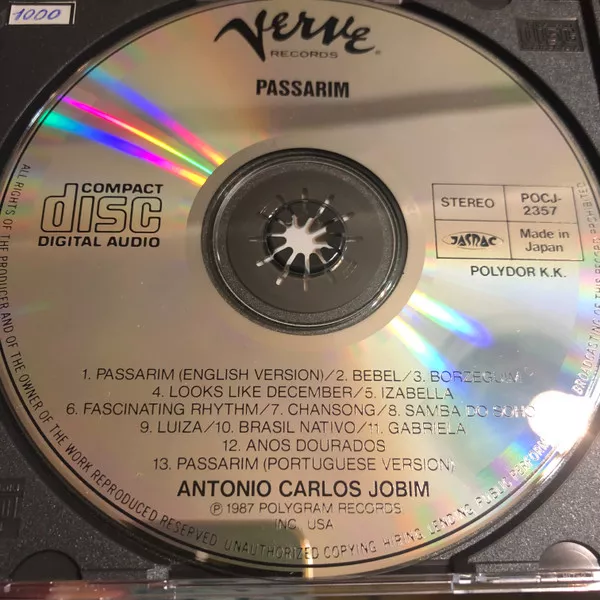 1000
Verve
RECORDS
PASSARIM
COMPACT
disc
DIGITAL AUDIO
STEREO
POCJ-
2357
JASRAC
Made in
Japan
POLYDOR K.K.
1. PASSARIM (ENGLISH VERSION)/2. BEBEL/3. BORZEGUIM
4. LOOKS LIKE DECEMBER/5. IZABELLA
6. FASCINATING RHYTHM/7. CHANSONG/8. SAMBA DO SOHO
9. LUIZA/10. BRASIL NATIVO/11. GABRIELA
12. ANOS DOURADOS
13. PASSARIM (PORTUGUESE VERSION)
ANTONIO CARLOS JOBIM
℗ 1987 POLYGRAM RECORDS
INC. USA
ALL RIGHTS OF THE PRODUCER AND OF THE OWNER OF THE WORK REPRODUCED RESERVED. UNAUTHORIZED COPYING HIRING LENDING PUBLIC PERFORMANCE BROADCASTING OF THIS RECORD PROHIBITED